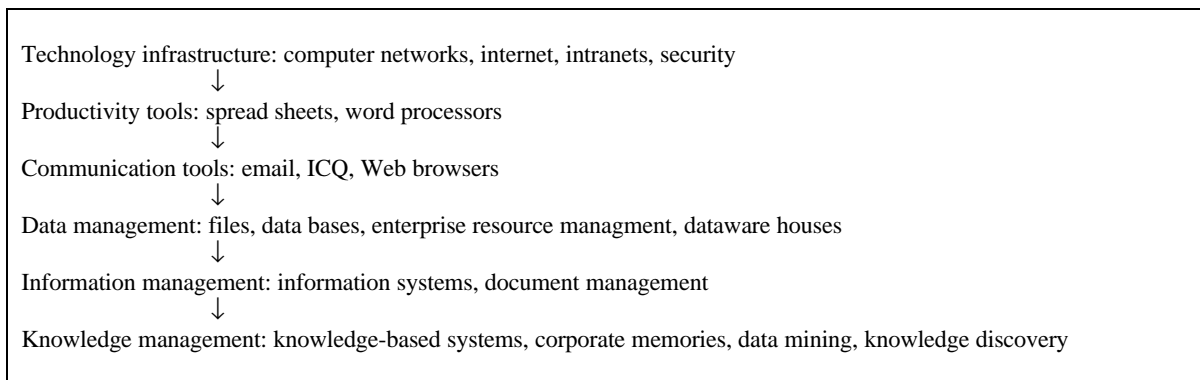 Technology infrastructure: computer networks, internet, intranets, security
↓
Productivity tools: spread sheets, word processors
↓
Communication tools: email, ICQ, Web browsers
↓
Data management: files, data bases, enterprise resource managment, dataware houses
↓
Information management: information systems, document management
↓
Knowledge management: knowledge-based systems, corporate memories, data mining, knowledge discovery